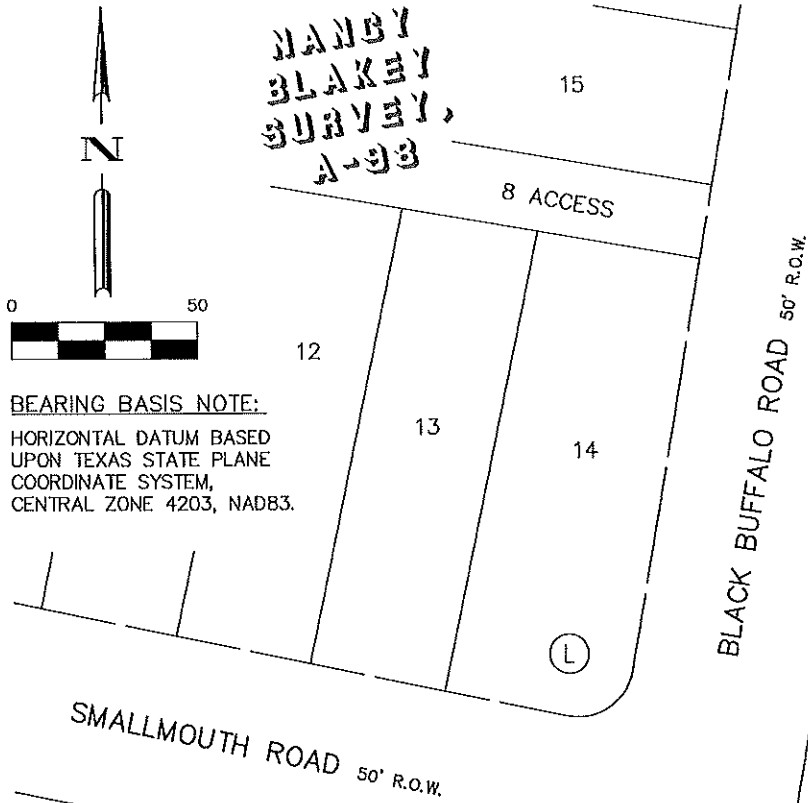 NANCY
BLAKEY
SURVEY,
A-98
15
8 ACCESS
N
0 50
12
13
14
BEARING BASIS NOTE:
HORIZONTAL DATUM BASED
UPON TEXAS STATE PLANE
COORDINATE SYSTEM,
CENTRAL ZONE 4203, NAD83.
BLACK BUFFALO ROAD 50' R.O.W.
L
SMALLMOUTH ROAD 50' R.O.W.